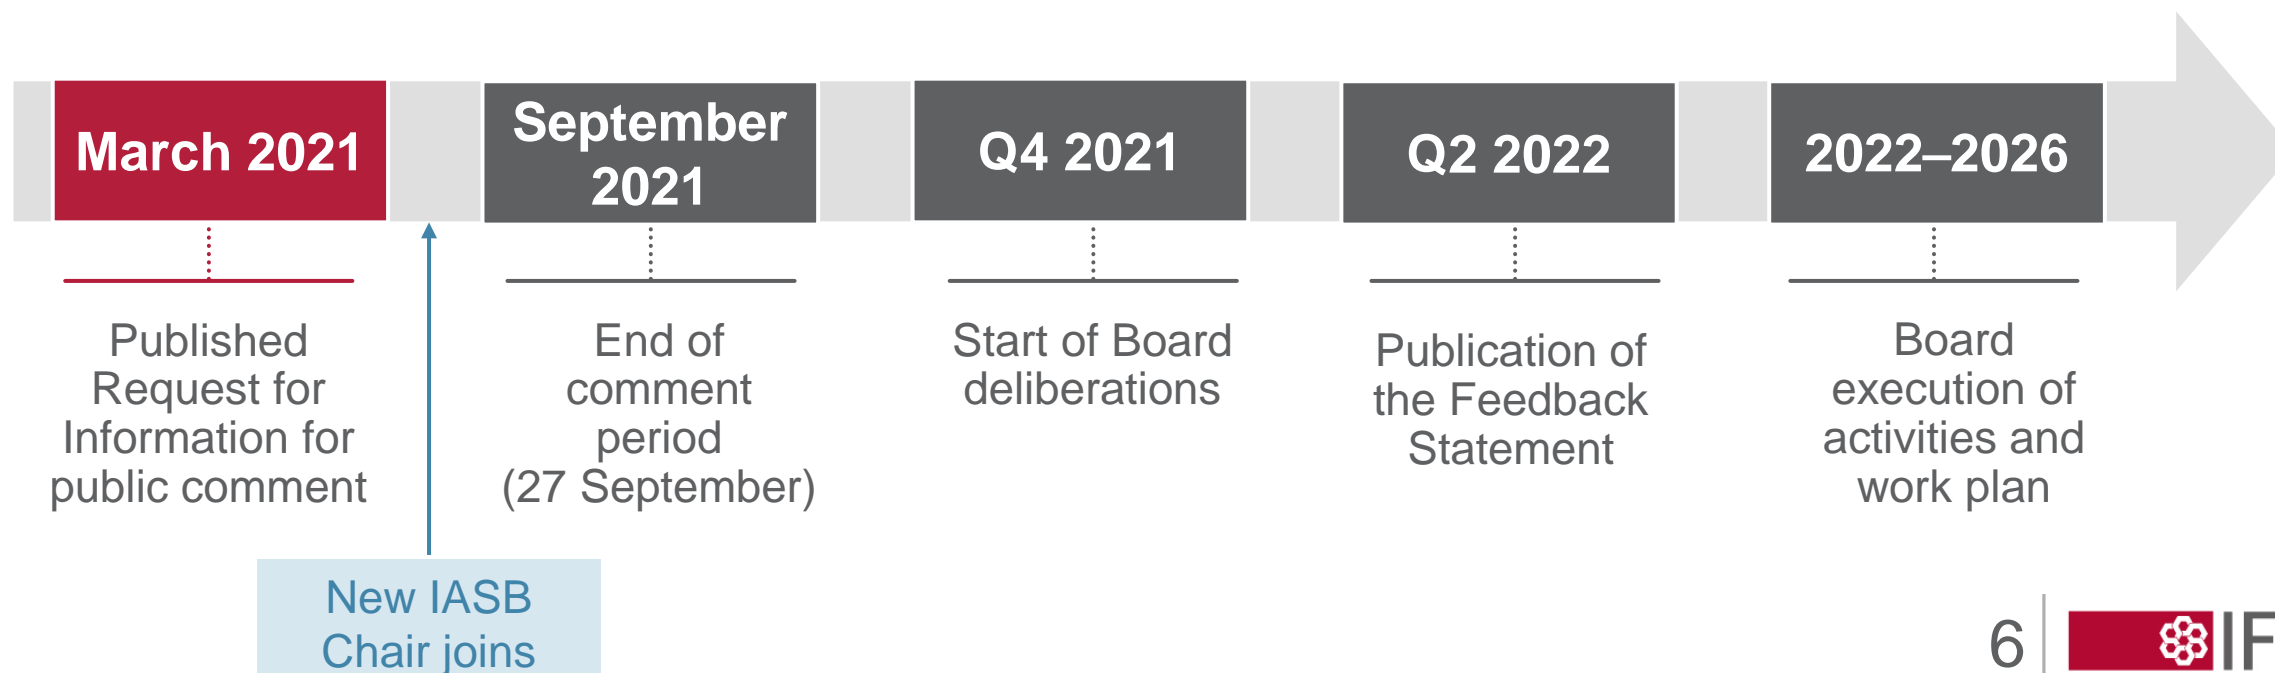 March 2021
September
2021
Q4 2021
Q2 2022
2022–2026
Published
Request for
Information for
public comment
End of
comment
period
(27 September)
Start of Board
deliberations
Publication of
the Feedback
Statement
Board
execution of
activities and
work plan
New IASB
Chair joins
6
IF